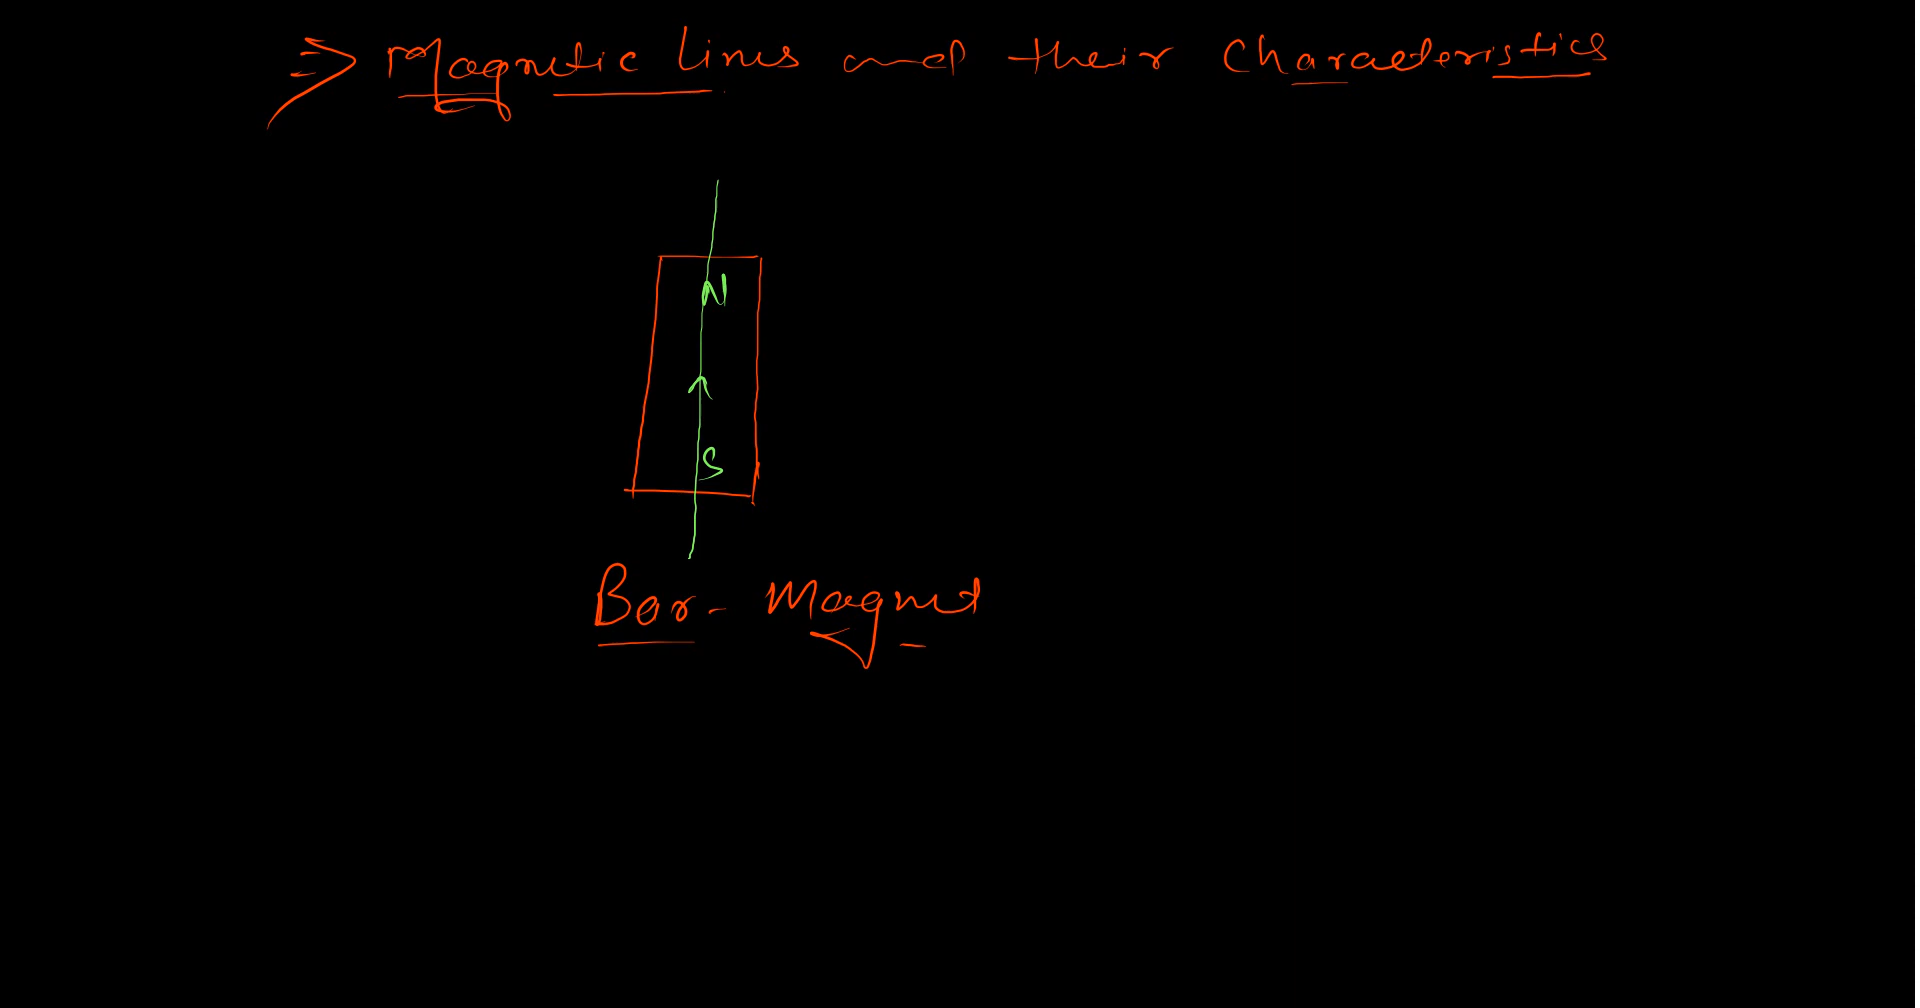 ⇒ Magnetic lines and their Characteristics
N
S
Bar - Magnet